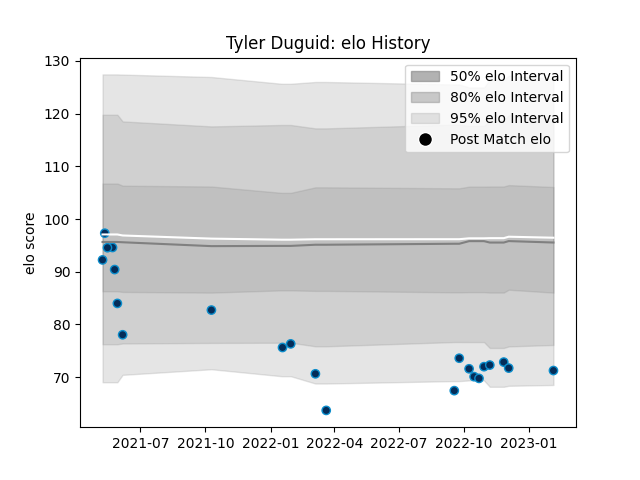 Tyler Duguid: elo History
130
120
110
100
90
80
70
elo score
50% elo Interval
80% elo Interval
95% elo Interval
Post Match elo
2021-07
2021-10
2022-01
2022-04
2022-07
2022-10
2023-01